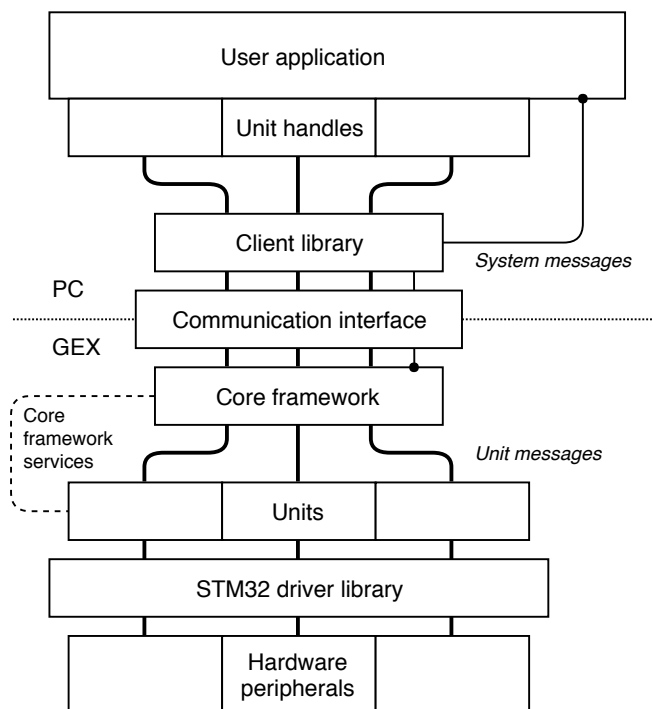 User application
Unit handles
Client library
System messages
PC
Communication interface
GEX
Core framework
Core
framework
services
Unit messages
Units
STM32 driver library
Hardware
peripherals